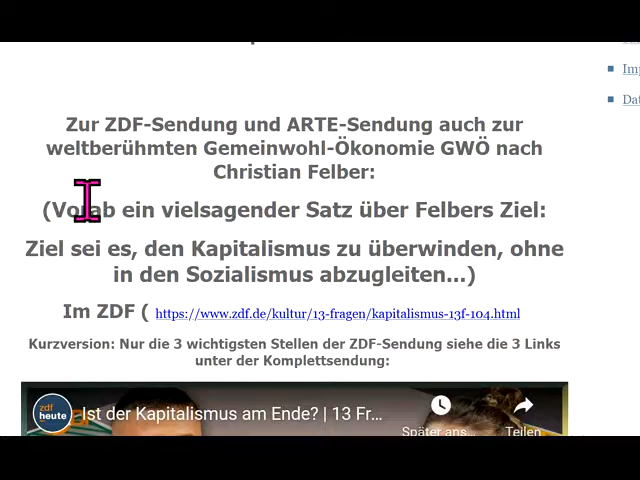 Imp
Dat
Zur ZDF-Sendung und ARTE-Sendung auch zur
weltberühmten Gemeinwohl-Ökonomie GWÖ nach
Christian Felber:
(Vorab ein vielsagender Satz über Felbers Ziel:
Ziel sei es, den Kapitalismus zu überwinden, ohne
in den Sozialismus abzugleiten...)
Im ZDF ( https://www.zdf.de/kultur/13-fragen/kapitalismus-13f-104.html
Kurzversion: Nur die 3 wichtigsten Stellen der ZDF-Sendung siehe die 3 Links
unter der Komplettsendung:
zdf
heute
Ist der Kapitalismus am Ende? | 13 Fr...
Später ans...
Teilen